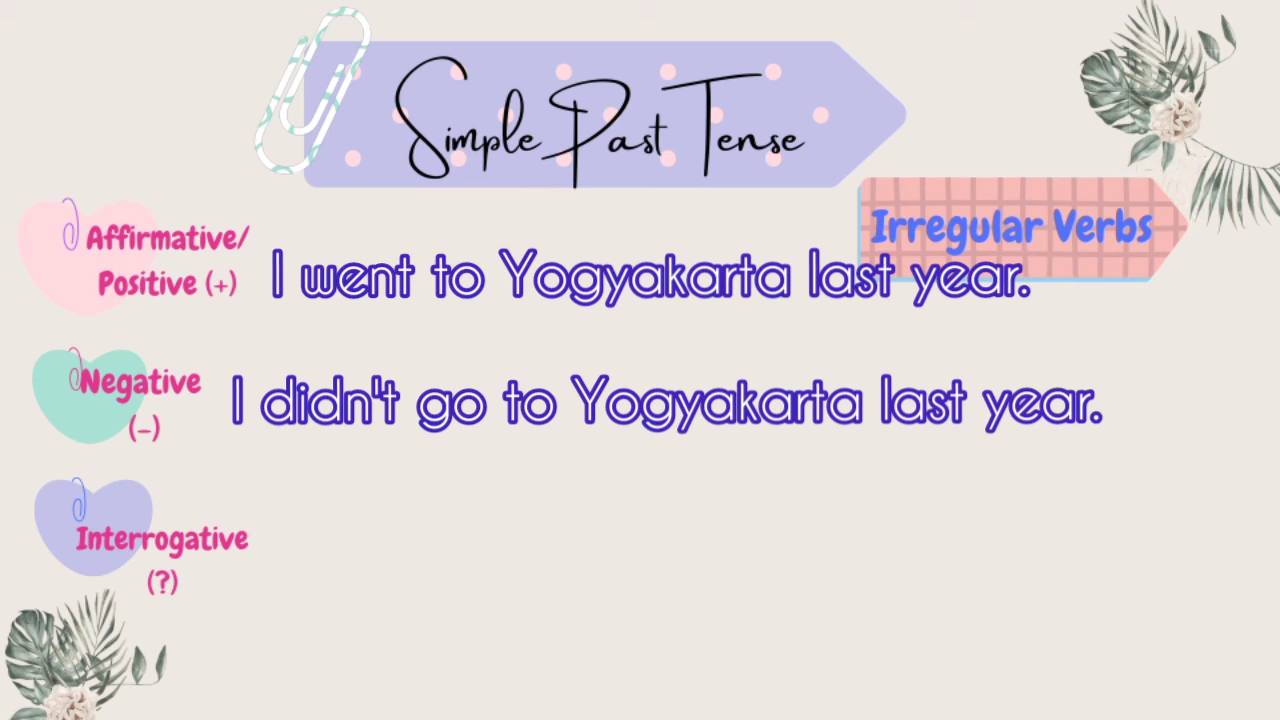 Simple Past Tense
Irregular Verbs
Affirmative/
Positive (+)
I went to Yogyakarta last year.
Negative
(-)
I didn't go to Yogyakarta last year.
Interrogative
(?)